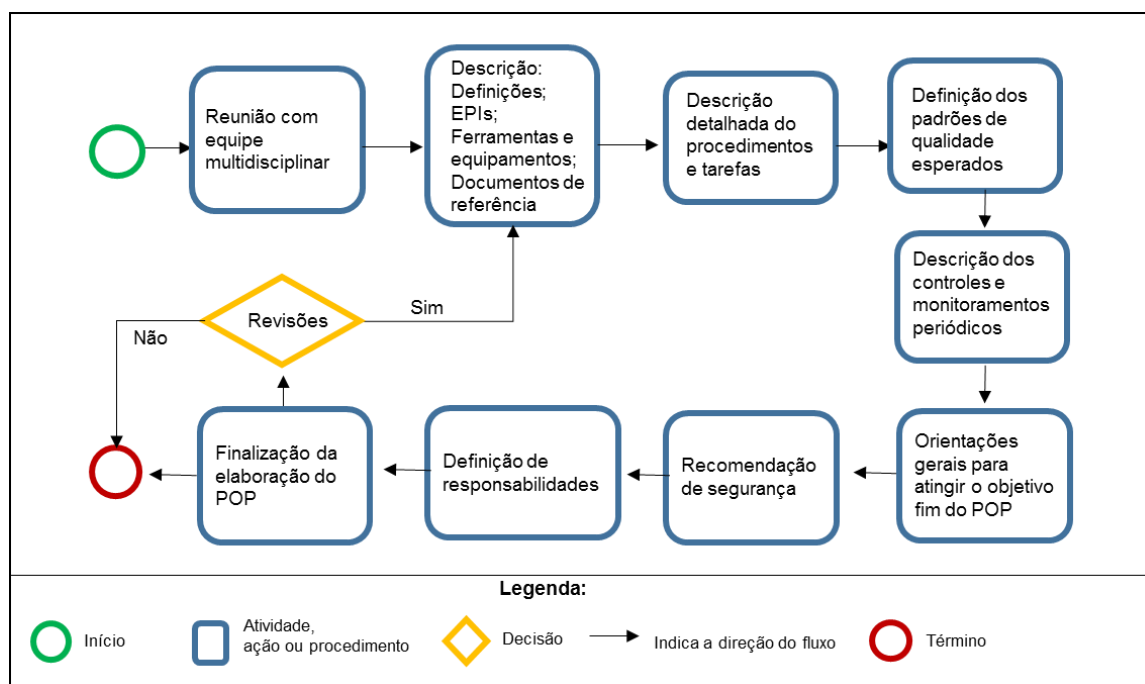 Reunião com
equipe
multidisciplinar
Descrição:
Definições;
EPIs;
Ferramentas e
equipamentos;
Documentos de
referência
Descrição
detalhada do
procedimentos
e tarefas
Definição dos
padrões de
qualidade
esperados
Descrição dos
controles e
monitoramentos
periódicos
Orientações
gerais para
atingir o objetivo
fim do POP
Recomendação
de segurança
Definição de
responsabilidades
Finalização da
elaboração do
POP
Revisões
Sim
Não
Legenda:
Início
Atividade,
ação ou procedimento
Decisão
Indica a direção do fluxo
Término